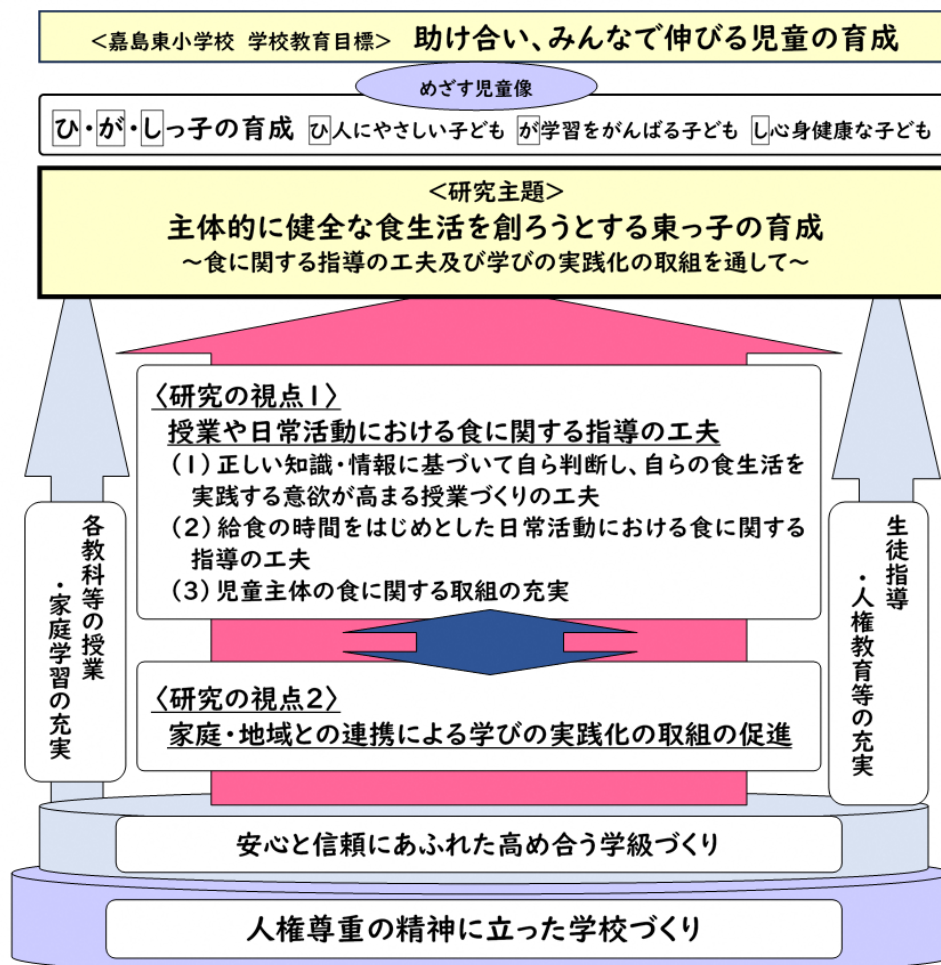 <嘉島東小学校 学校教育目標> 助け合い、みんなで伸びる児童の育成
めざす児童像
ひ・が・しっ子の育成 ひ人にやさしい子ども が学習をがんばる子ども し心身健康な子ども
<研究主題>
主体的に健全な食生活を創ろうとする東っ子の育成
～食に関する指導の工夫及び学びの実践化の取組を通して～
〈研究の視点1〉
授業や日常活動における食に関する指導の工夫
(1)正しい知識・情報に基づいて自ら判断し、自らの食生活を
実践する意欲が高まる授業づくりの工夫
(2)給食の時間をはじめとした日常活動における食に関する
指導の工夫
(3)児童主体の食に関する取組の充実
〈研究の視点2〉
家庭・地域との連携による学びの実践化の取組の促進
各教科等の授業
・家庭学習の充実
生徒指導
・人権教育等の充実
安心と信頼にあふれた高め合う学級づくり
人権尊重の精神に立った学校づくり